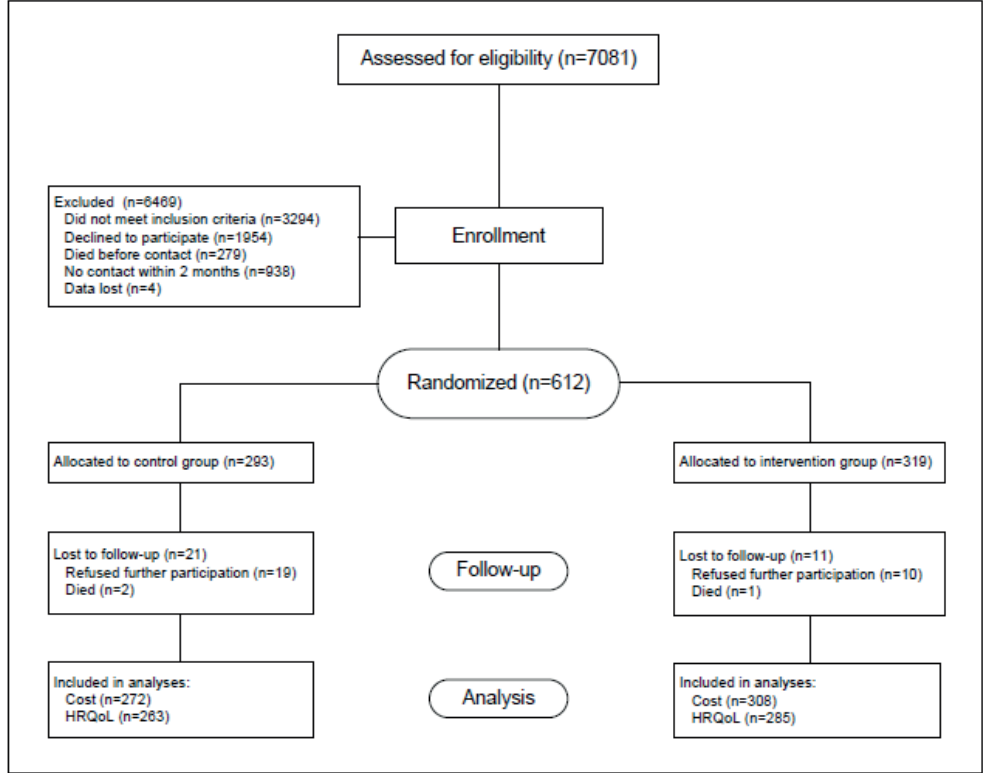 Assessed for eligibility (n=7081)
Excluded (n=6469)
Did not meet inclusion criteria (n=3294)
Declined to participate (n=1954)
Died before contact (n=279)
No contact within 2 months (n=938)
Data lost (n=4)
Enrollment
Randomized (n=612)
Allocated to control group (n=293)
Allocated to intervention group (n=319)
Lost to follow-up (n=21)
Refused further participation (n=19)
Died (n=2)
Follow-up
Lost to follow-up (n=11)
Refused further participation (n=10)
Died (n=1)
Included in analyses:
Cost (n=272)
HRQoL (n=263)
Analysis
Included in analyses:
Cost (n=308)
HRQoL (n=285)